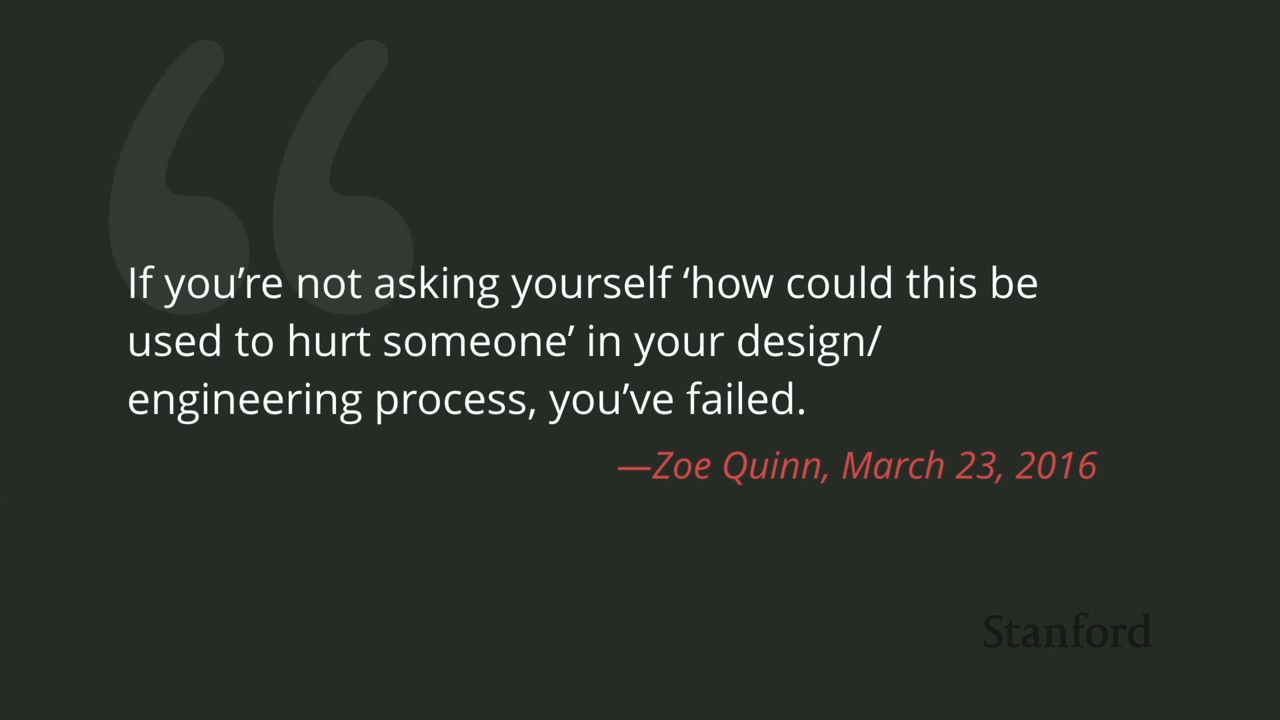 If you’re not asking yourself ‘how could this be
used to hurt someone’ in your design/
engineering process, you’ve failed.
—Zoe Quinn, March 23, 2016
Stanford